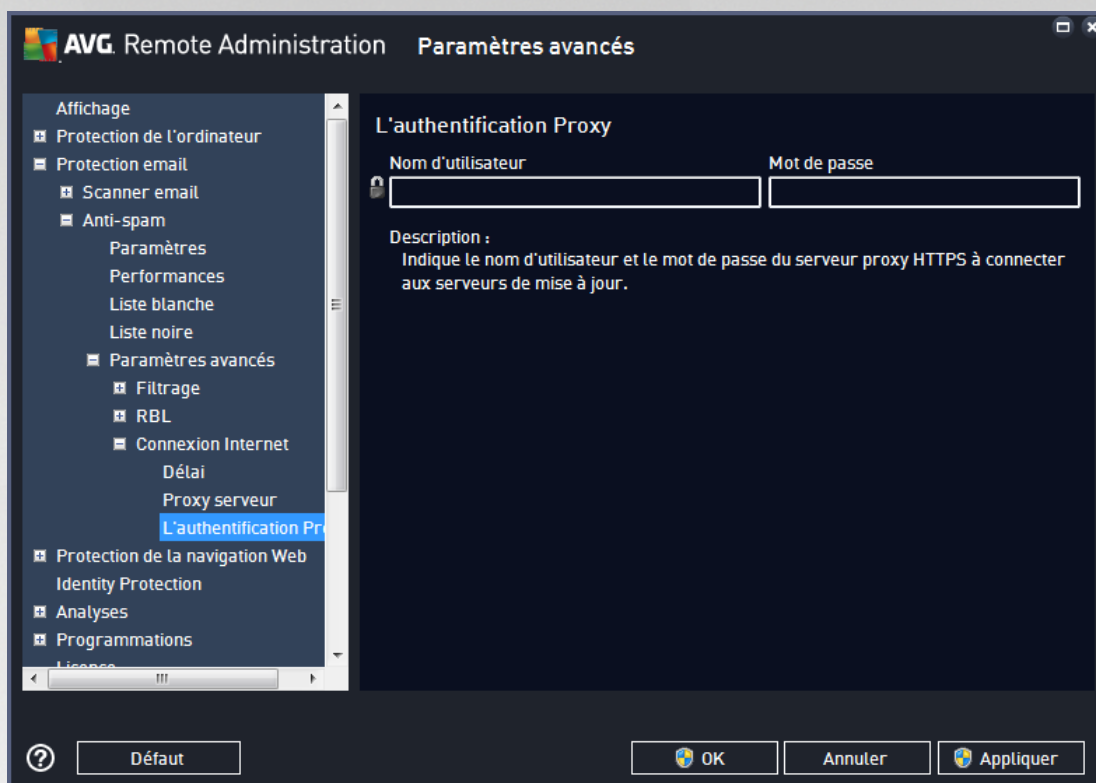 AVG. Remote Administration Paramètres avancés
Affichage
Protection de l'ordinateur
Protection email
Scanner email
Anti-spam
Paramètres
Performances
Liste blanche
Liste noire
Paramètres avancés
Filtrage
RBL
Connexion Internet
Délai
Proxy serveur
L'authentification
Protection de la navigation Web
Identity Protection
Analyses
Programmations
Licence
L'authentification Proxy
Nom d'utilisateur Mot de passe
Description :
Indique le nom d'utilisateur et le mot de passe du serveur proxy HTTPS à connecter
aux serveurs de mise à jour.
Défaut OK Annuler Appliquer